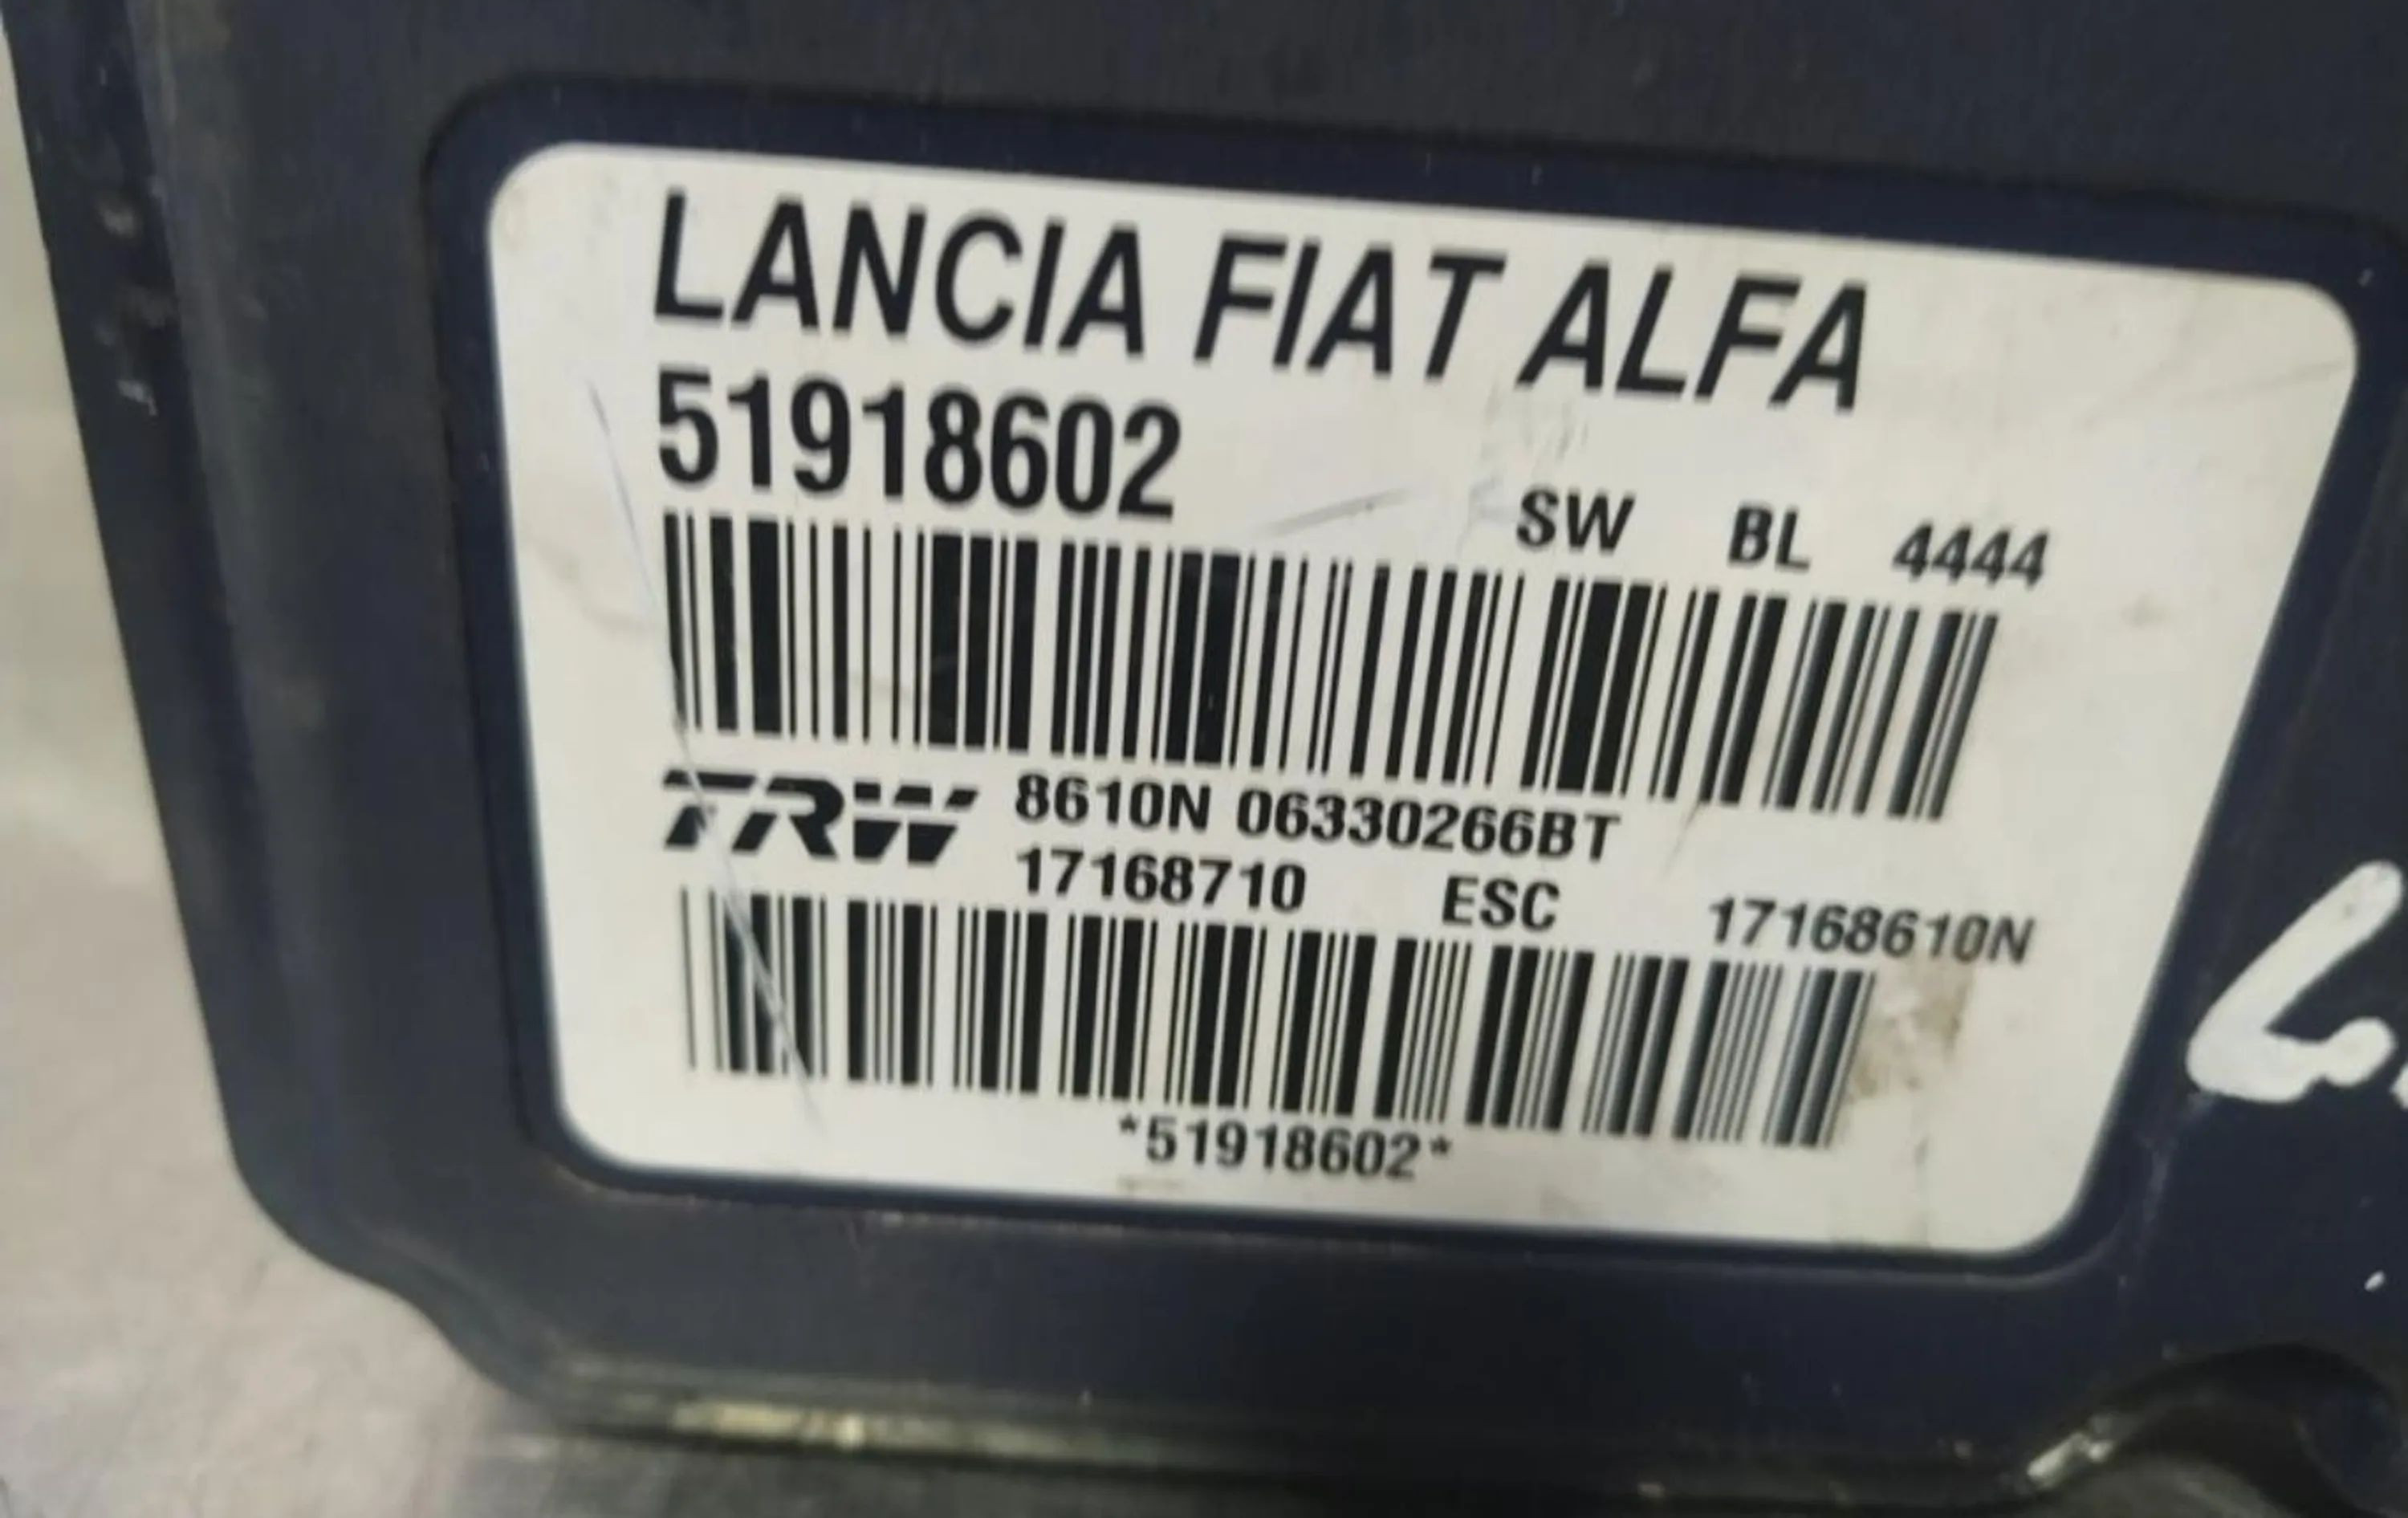 LANCIA FIAT ALFA
51918602
SW BL 4444
TRW 8610N 06330266BT
17168710 ESC 17168610N
*51918602*